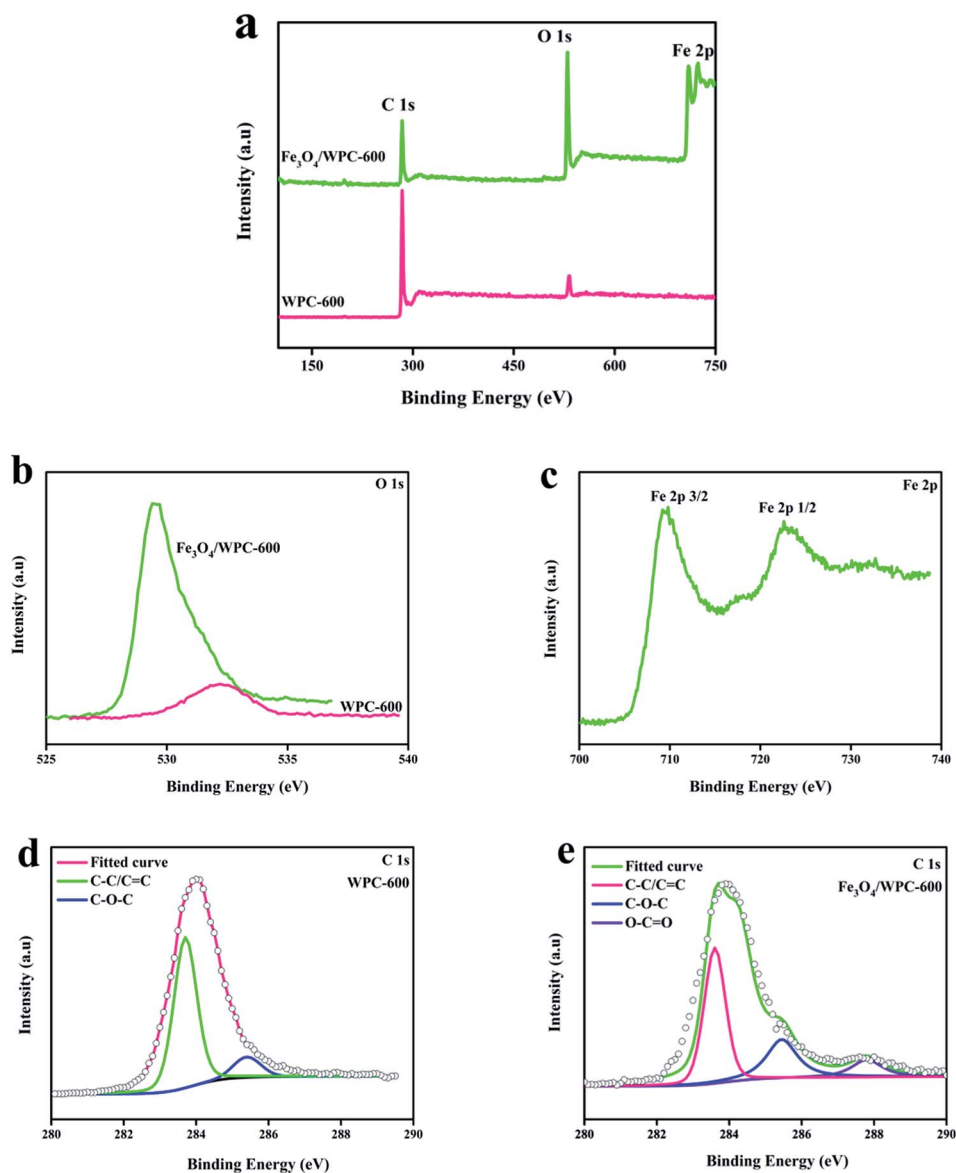 a
C 1s
O 1s
Fe 2p
Fe₃O₄/WPC-600
WPC-600
Intensity (a.u)
150 300 450 600 750
Binding Energy (eV)
b
O 1s
Fe₃O₄/WPC-600
WPC-600
Intensity (a.u)
525 530 535 540
Binding Energy (eV)
c
Fe 2p
Fe 2p 3/2
Fe 2p 1/2
Intensity (a.u)
700 710 720 730 740
Binding Energy (eV)
d
Fitted curve
C-C/C=C
C-O-C
C 1s
WPC-600
Intensity (a.u)
280 282 284 286 288 290
Binding Energy (eV)
e
Fitted curve
C-C/C=C
C-O-C
O-C=O
C 1s
Fe₃O₄/WPC-600
Intensity (a.u)
280 282 284 286 288 290
Binding Energy (eV)